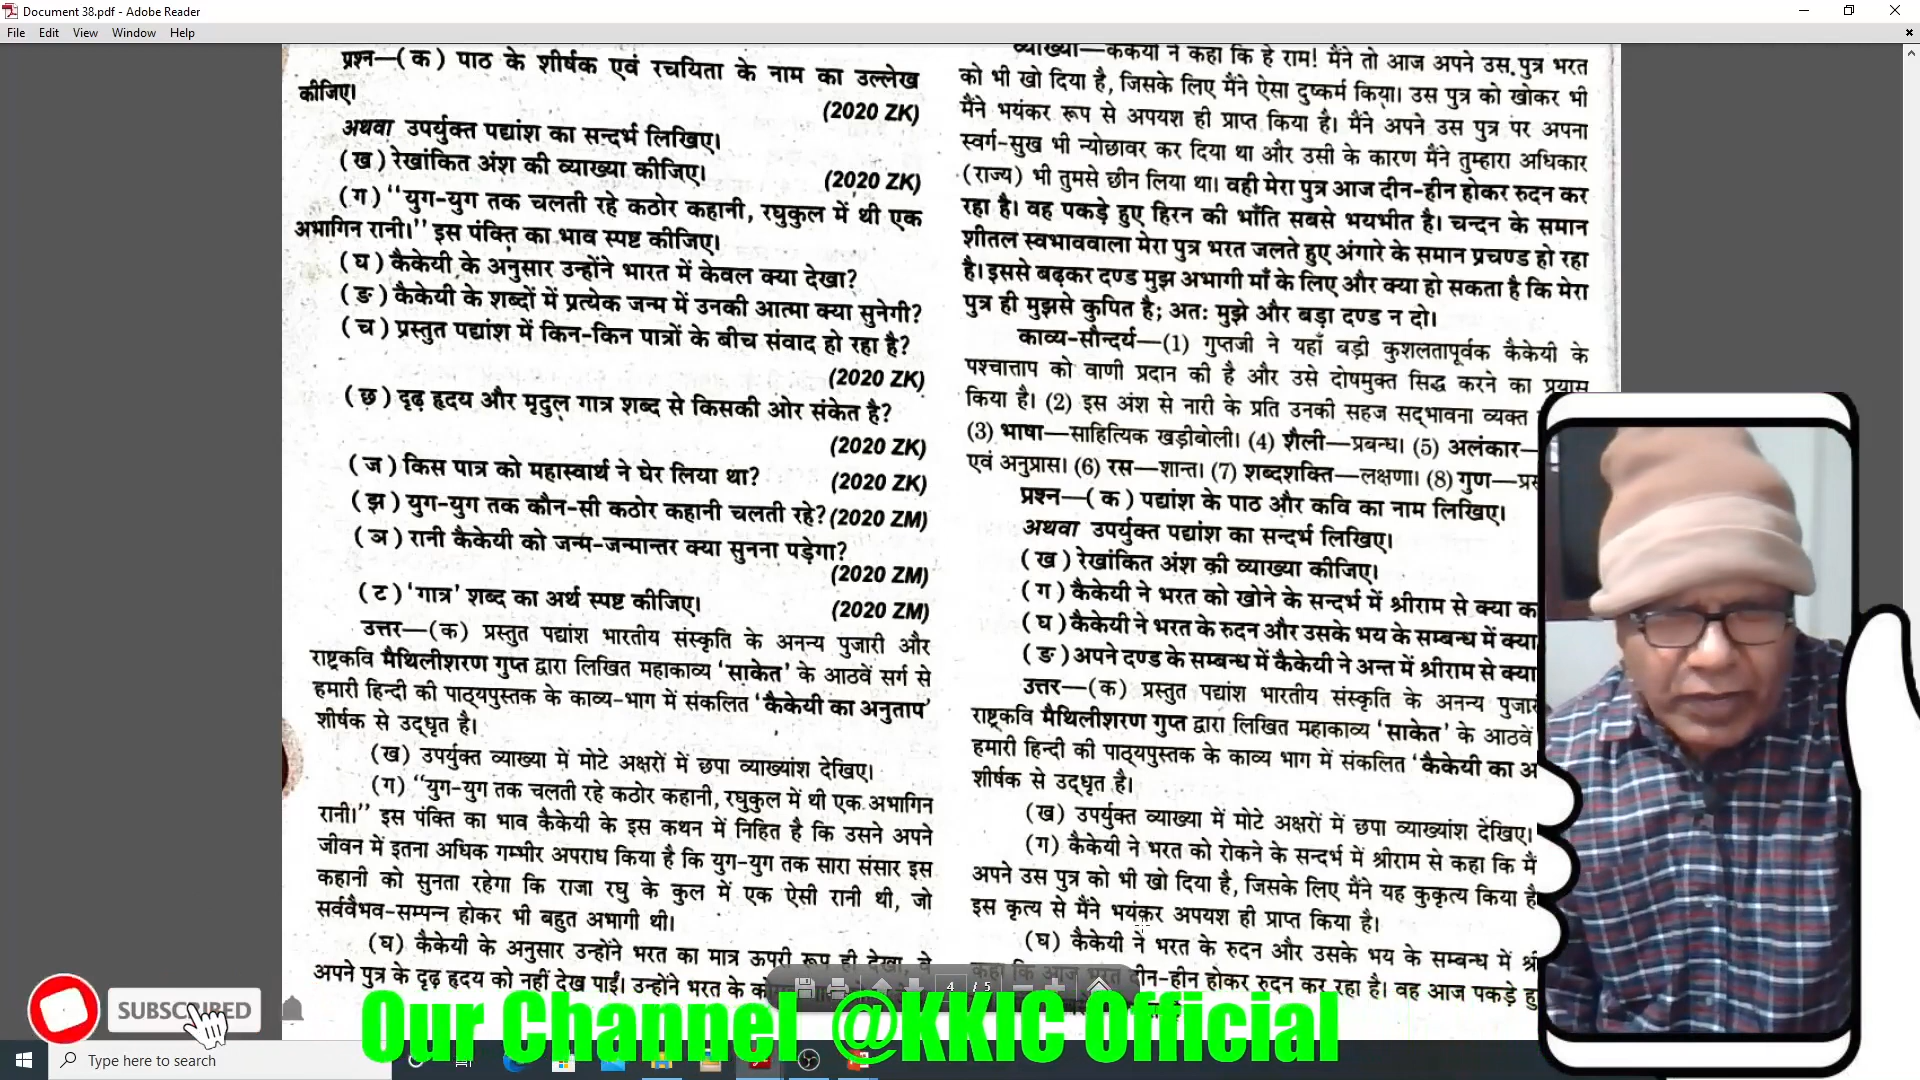 Document 38.pdf - Adobe Reader
File Edit View Window Help
प्रश्न—(क) पाठ के शीर्षक एवं रचयिता के नाम का उल्लेख
कीजिए।
(2020 ZK)
अथवा उपर्युक्त पद्यांश का सन्दर्भ लिखिए।
(ख) रेखांकित अंश की व्याख्या कीजिए।
(2020 ZK)
(ग) “युग-युग तक चलती रहे कठोर कहानी, रघुकुल में थी एक
अभागिन रानी।” इस पंक्ति का भाव स्पष्ट कीजिए।
(घ) कैकेयी के अनुसार उन्होंने भारत में केवल क्या देखा?
(ङ) कैकेयी के शब्दों में प्रत्येक जन्म में उनकी आत्मा क्या सुनेगी?
(च) प्रस्तुत पद्यांश में किन-किन पात्रों के बीच संवाद हो रहा है?
(2020 ZK)
(छ) दृढ़ हृदय और मृदुल गात्र शब्द से किसकी ओर संकेत है?
(2020 ZK)
(ज) किस पात्र को महास्वार्थ ने घेर लिया था?
(2020 ZK)
(झ) युग-युग तक कौन-सी कठोर कहानी चलती रहे? (2020 ZM)
(ञ) रानी कैकेयी को जन्म-जन्मान्तर क्या सुनना पड़ेगा?
(2020 ZM)
(ट) ‘गात्र’ शब्द का अर्थ स्पष्ट कीजिए।
(2020 ZM)
उत्तर—(क) प्रस्तुत पद्यांश भारतीय संस्कृति के अनन्य पुजारी और
राष्ट्रकवि मैथिलीशरण गुप्त द्वारा लिखित महाकाव्य ‘साकेत’ के आठवें सर्ग से
हमारी हिन्दी की पाठ्यपुस्तक के काव्य-भाग में संकलित ‘कैकेयी का अनुताप’
शीर्षक से उद्धृत है।
(ख) उपर्युक्त व्याख्या में मोटे अक्षरों में छपा व्याख्यांश देखिए।
(ग) “युग-युग तक चलती रहे कठोर कहानी, रघुकुल में थी एक अभागिन
रानी।” इस पंक्ति का भाव कैकेयी के इस कथन में निहित है कि उसने अपने
जीवन में इतना अधिक गम्भीर अपराध किया है कि युग-युग तक सारा संसार इस
कहानी को सुनता रहेगा कि राजा रघु के कुल में एक ऐसी रानी थी, जो
सर्ववैभव-सम्पन्न होकर भी बहुत अभागी थी।
(घ) कैकेयी के अनुसार उन्होंने भरत का मात्र ऊपरी रूप ही देखा, वे
अपने पुत्र के दृढ़ हृदय को नहीं देख पाईं। उन्होंने भरत के
व्याख्या—कैकेयी ने कहा कि हे राम! मैंने तो आज अपने उस पुत्र भरत
को भी खो दिया है, जिसके लिए मैंने ऐसा दुष्कर्म किया। उस पुत्र को खोकर भी
मैंने भयंकर रूप से अपयश ही प्राप्त किया है। मैंने अपने उस पुत्र पर अपना
स्वर्ग-सुख भी न्योछावर कर दिया था और उसी के कारण मैंने तुम्हारा अधिकार
(राज्य) भी तुमसे छीन लिया था। वही मेरा पुत्र आज दीन-हीन होकर रुदन कर
रहा है। वह पकड़े हुए हिरन की भाँति सबसे भयभीत है। चन्दन के समान
शीतल स्वभाववाला मेरा पुत्र भरत जलते हुए अंगारे के समान प्रचण्ड हो रहा
है। इससे बढ़कर दण्ड मुझ अभागी माँ के लिए और क्या हो सकता है कि मेरा
पुत्र ही मुझसे कुपित है; अतः मुझे और बड़ा दण्ड न दो।
काव्य-सौन्दर्य—(1) गुप्तजी ने यहाँ बड़ी कुशलतापूर्वक कैकेयी के
पश्चात्ताप को वाणी प्रदान की है और उसे दोषमुक्त सिद्ध करने का प्रयास
किया है। (2) इस अंश से नारी के प्रति उनकी सहज सद्भावना व्यक्त
(3) भाषा—साहित्यिक खड़ीबोली। (4) शैली—प्रबन्ध। (5) अलंकार—
एवं अनुप्रास। (6) रस—शान्त। (7) शब्दशक्ति—लक्षणा। (8) गुण—
प्रश्न—(क) पद्यांश के पाठ और कवि का नाम लिखिए।
अथवा उपर्युक्त पद्यांश का सन्दर्भ लिखिए।
(ख) रेखांकित अंश की व्याख्या कीजिए।
(ग) कैकेयी ने भरत को खोने के सन्दर्भ में श्रीराम से क्या
(घ) कैकेयी ने भरत के रुदन और उसके भय के सम्बन्ध में क्या
(ङ) अपने दण्ड के सम्बन्ध में कैकेयी ने अन्त में श्रीराम से क्या
उत्तर—(क) प्रस्तुत पद्यांश भारतीय संस्कृति के अनन्य
राष्ट्रकवि मैथिलीशरण गुप्त द्वारा लिखित महाकाव्य ‘साकेत’ के आठवें
हमारी हिन्दी की पाठ्यपुस्तक के काव्य भाग में संकलित ‘कैकेयी का
शीर्षक से उद्धृत है।
(ख) उपर्युक्त व्याख्या में मोटे अक्षरों में छपा व्याख्यांश देखिए।
(ग) कैकेयी ने भरत को रोकने के सन्दर्भ में श्रीराम से कहा कि मैं
अपने उस पुत्र को भी खो दिया है, जिसके लिए मैंने यह कुकृत्य किया है
इस कृत्य से मैंने भयंकर अपयश ही प्राप्त किया है।
(घ) कैकेयी ने भरत के रुदन और उसके भय के सम्बन्ध में
कहा कि आज भरत दीन-हीन होकर रुदन कर रहा है। वह आज पकड़े
4 / 5
SUBSCRIBED
Our Channel @KKIC Official
Type here to search